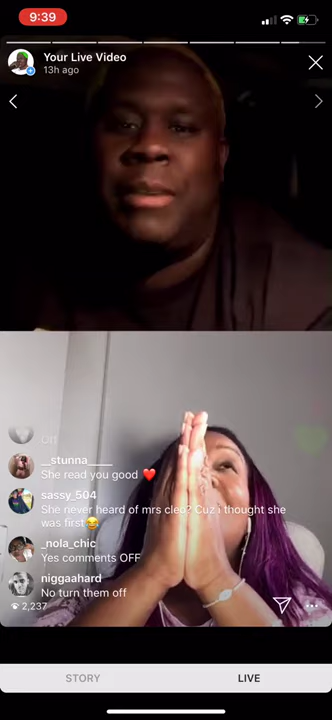 9:39
Your Live Video
13h ago
Off
__stunna____
She read you good ❤️
sassy_504
She never heard of mrs cleo? Cuz i thought she
was first😂
_nola_chic
Yes comments OFF
niggaahard
No turn them off
2,237
STORY
LIVE